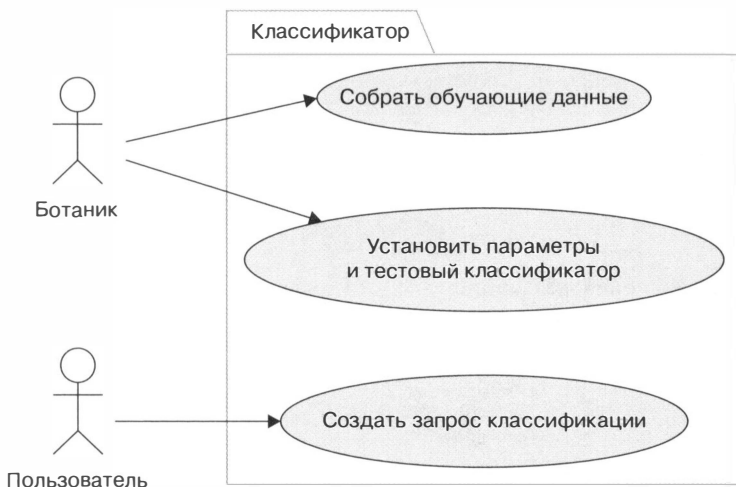 Классификатор
Собрать обучающие данные
Ботаник
Установить параметры
и тестовый классификатор
Создать запрос классификации
Пользователь